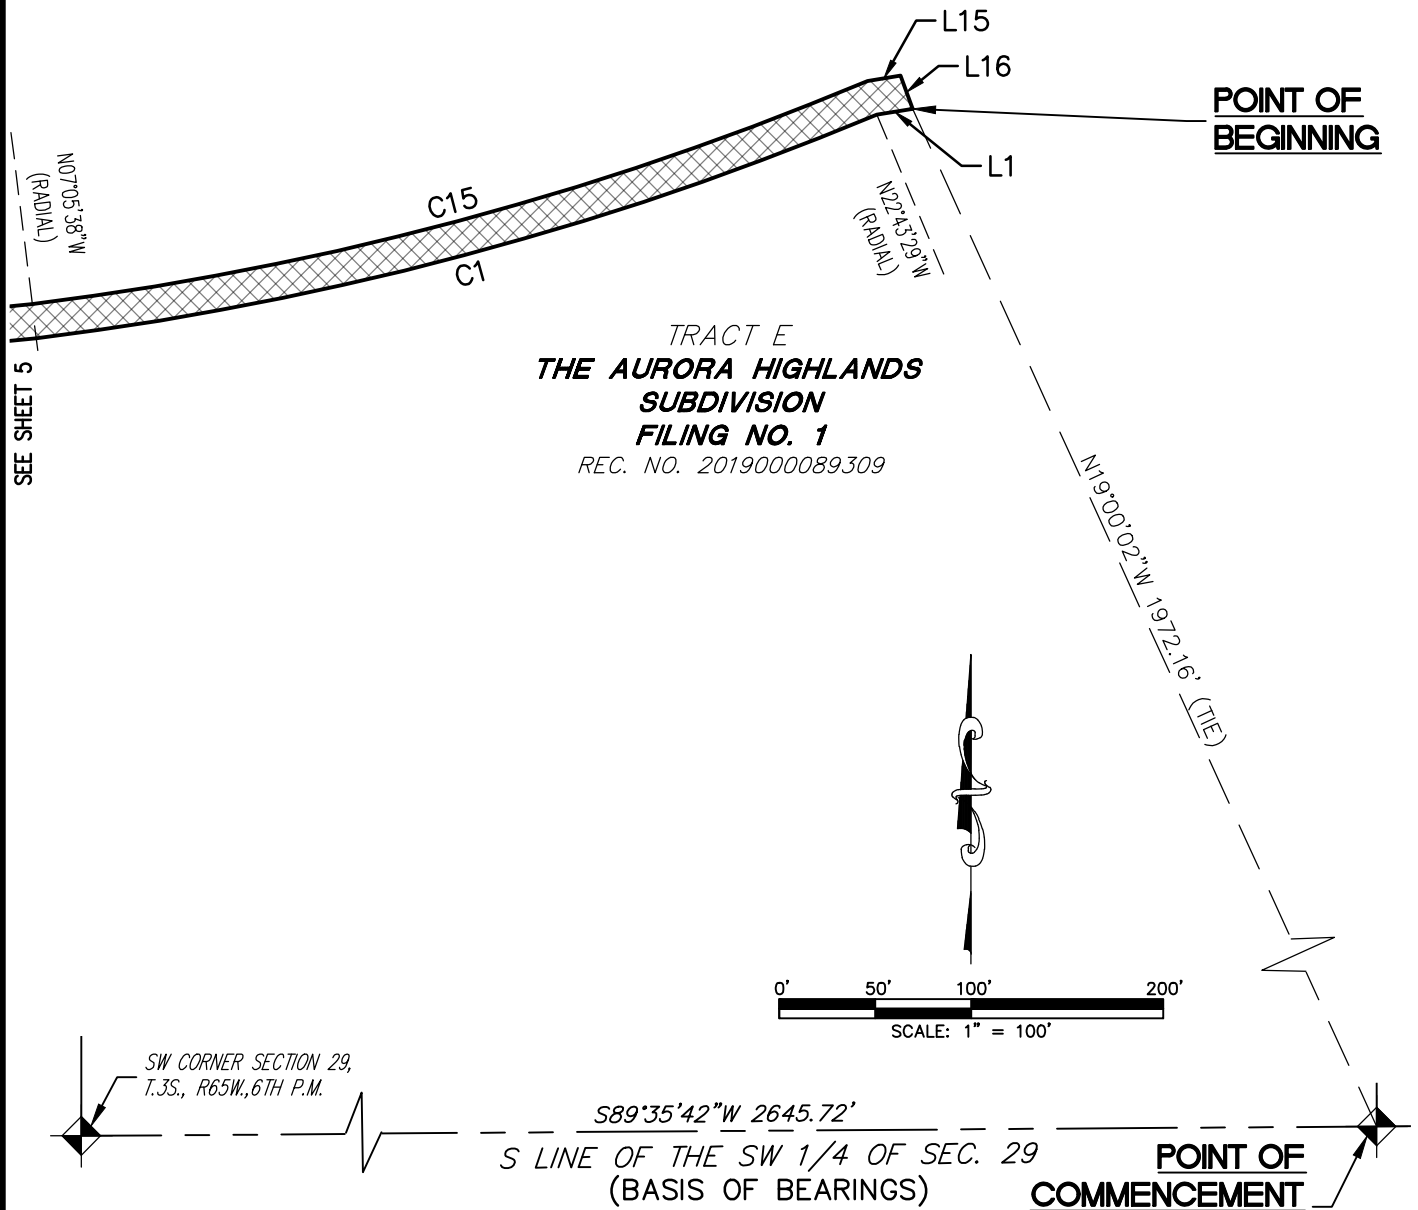 L15
L16
POINT OF
BEGINNING
L1
N07°05'38"W
(RADIAL)
C15
C1
N22°43'29"W
(RADIAL)
TRACT E
THE AURORA HIGHLANDS
SUBDIVISION
FILING NO. 1
REC. NO. 2019000089309
SEE SHEET 5
N19°00'02"W 1972.16' (TIE)
0' 50' 100' 200'
SCALE: 1" = 100'
SW CORNER SECTION 29,
T.3S., R65W.,6TH P.M.
S89°35'42"W 2645.72'
S LINE OF THE SW 1/4 OF SEC. 29
(BASIS OF BEARINGS)
POINT OF
COMMENCEMENT